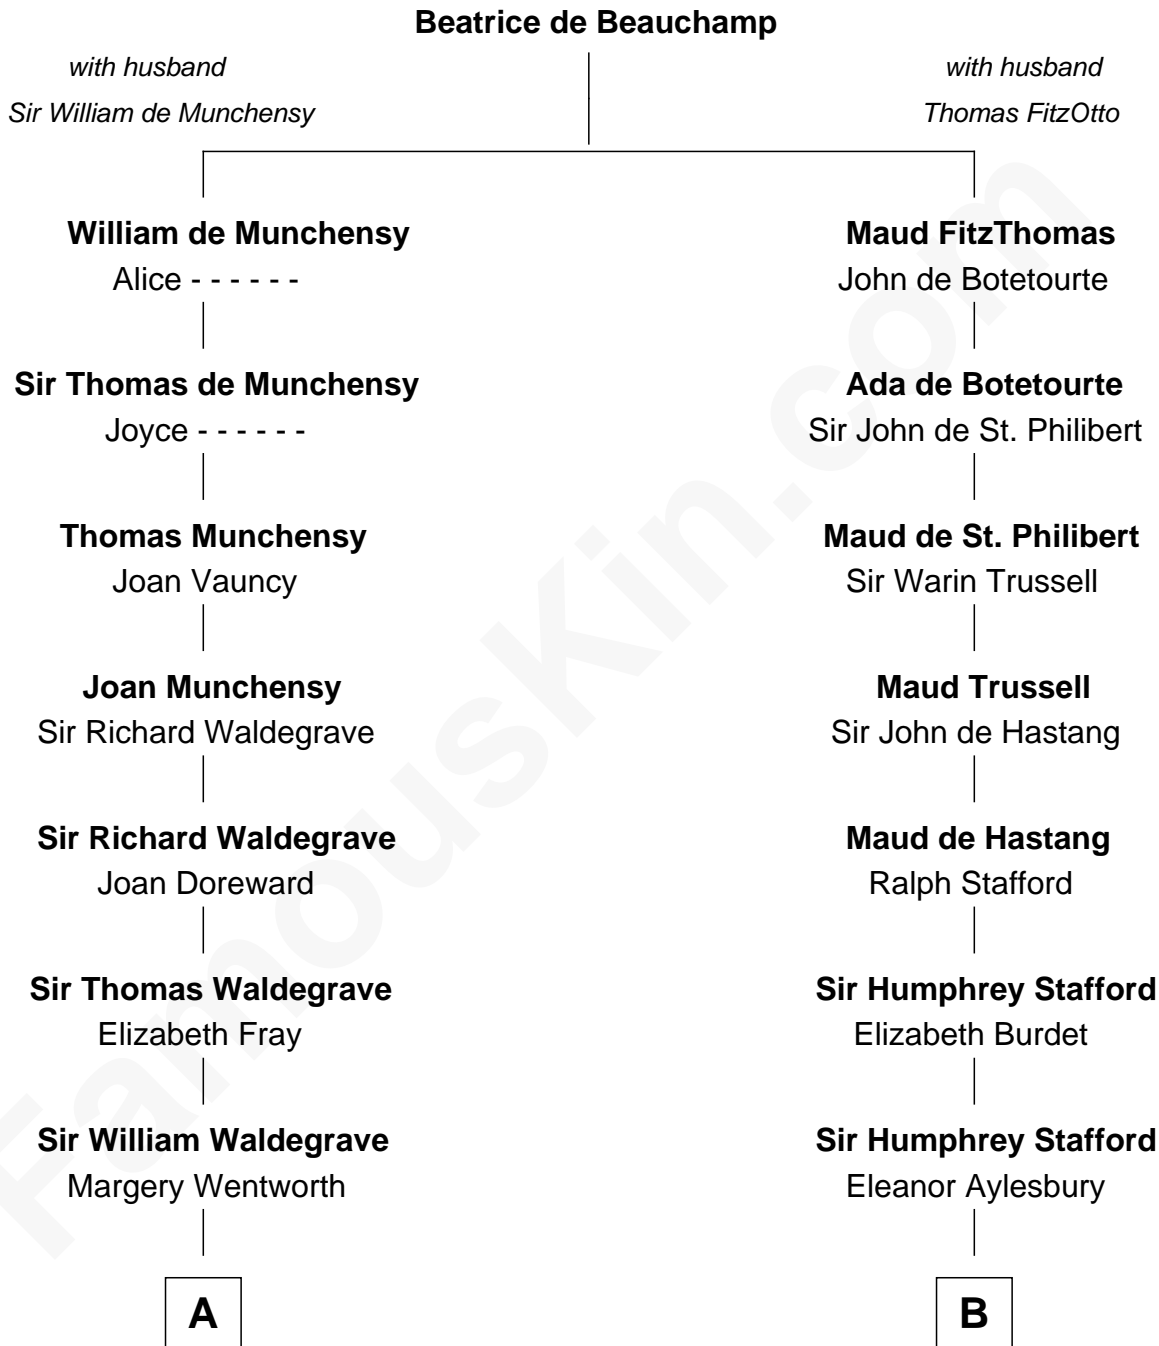 Beatrice de Beauchamp
with husband
Sir William de Munchensy
with husband
Thomas FitzOtto
William de Munchensy
Alice - - - - - -
Maud FitzThomas
John de Botetourte
Sir Thomas de Munchensy
Joyce - - - - - -
Ada de Botetourte
Sir John de St. Philibert
Thomas Munchensy
Joan Vauncy
Maud de St. Philibert
Sir Warin Trussell
Joan Munchensy
Sir Richard Waldegrave
Maud Trussell
Sir John de Hastang
Sir Richard Waldegrave
Joan Doreward
Maud de Hastang
Ralph Stafford
Sir Thomas Waldegrave
Elizabeth Fray
Sir Humphrey Stafford
Elizabeth Burdet
Sir William Waldegrave
Margery Wentworth
Sir Humphrey Stafford
Eleanor Aylesbury
A
B
FamousKin.com